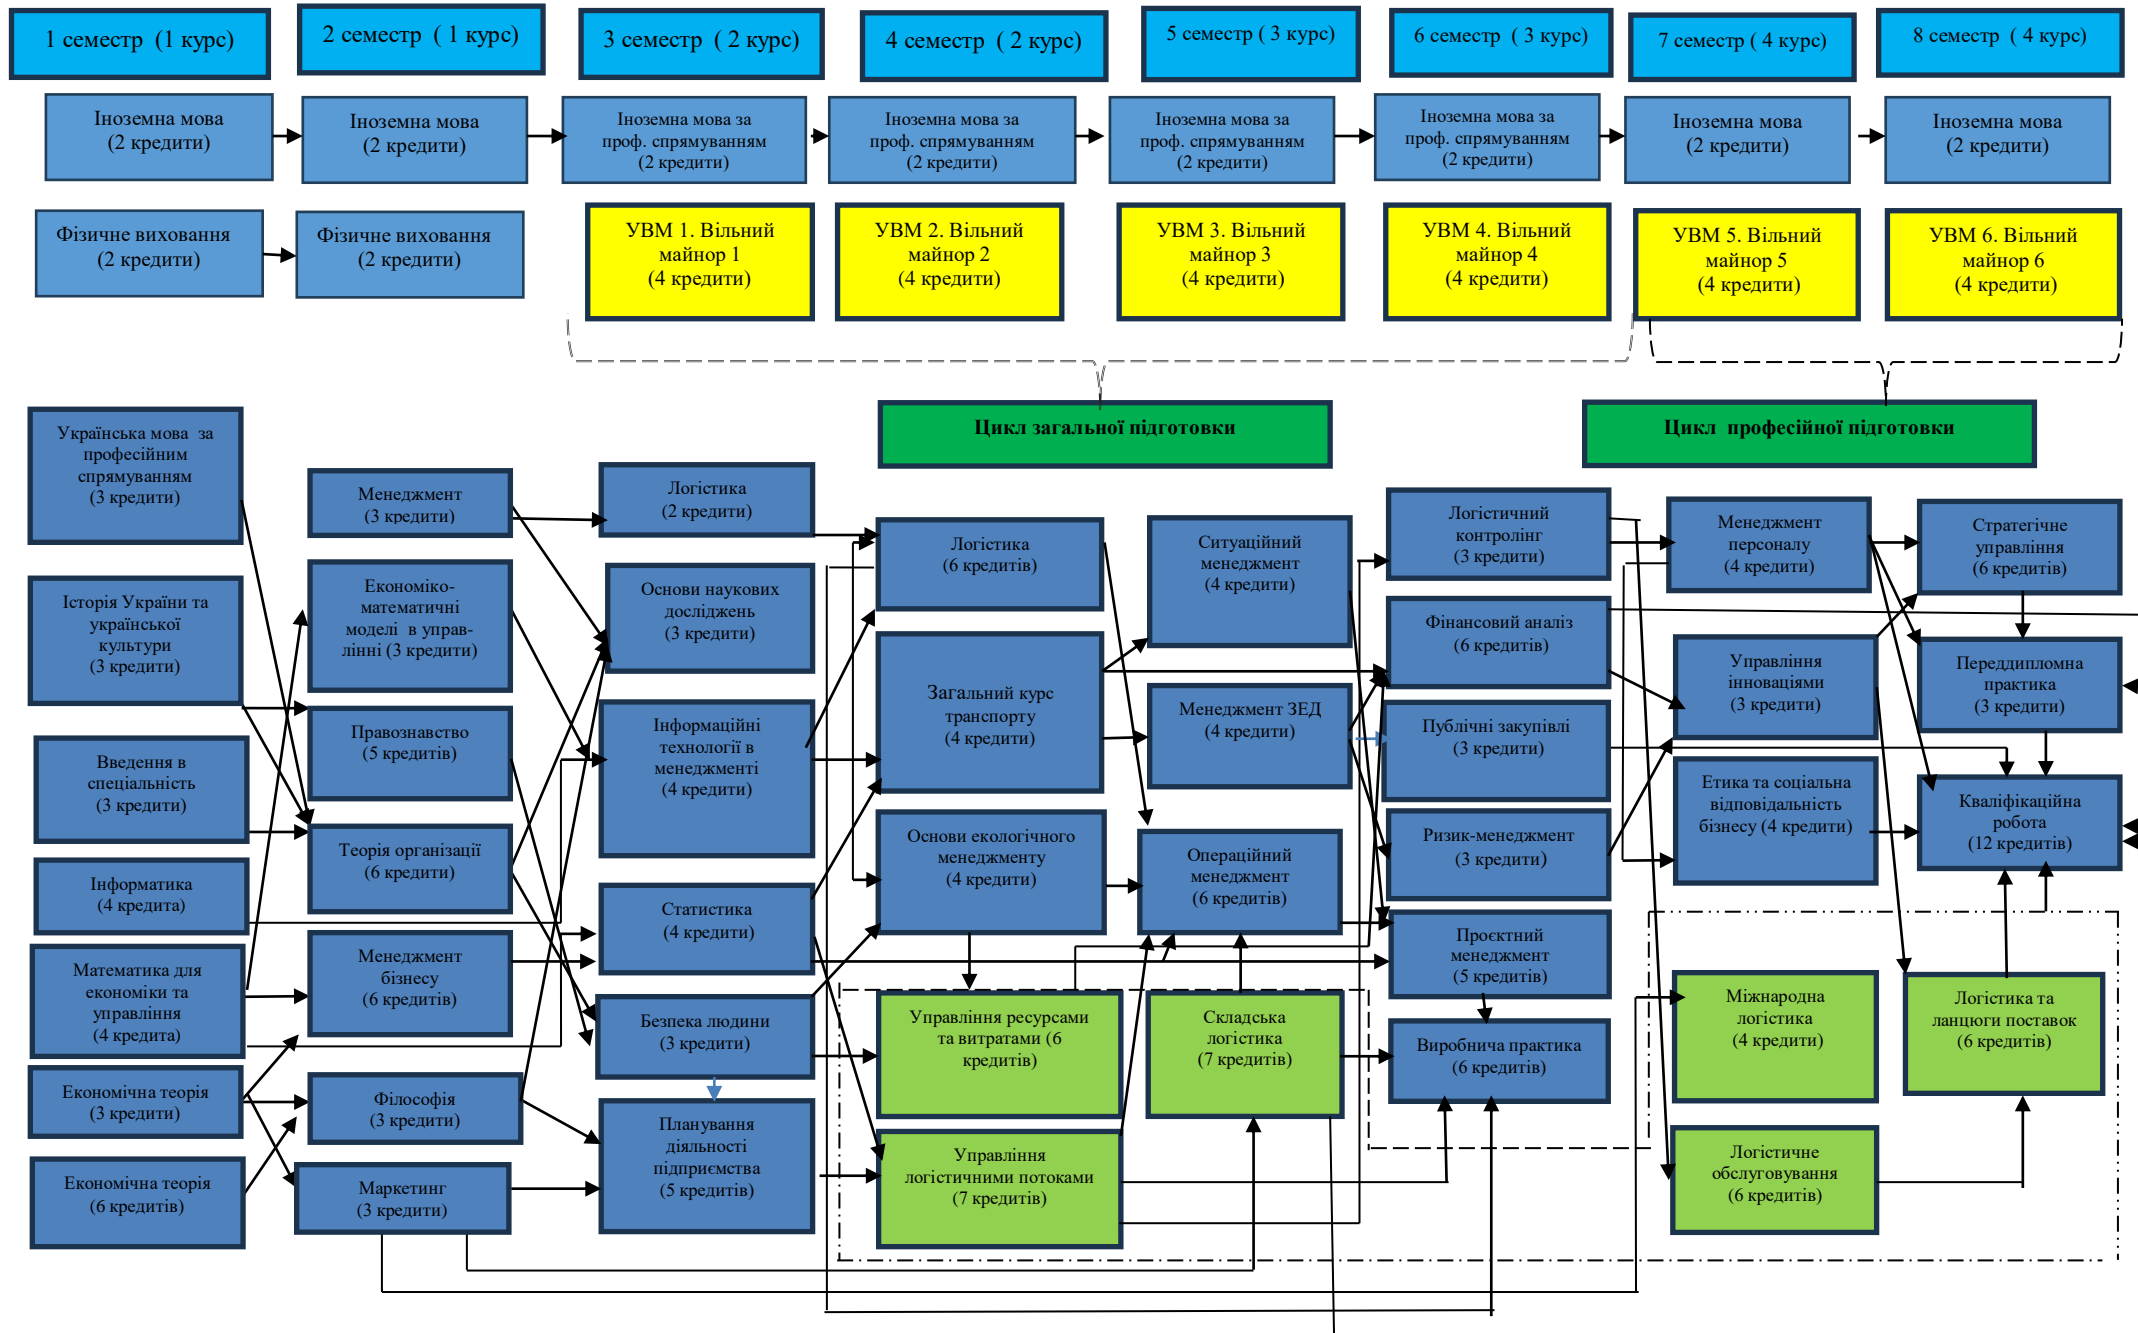 1 семестр (1 курс)
2 семестр ( 1 курс)
3 семестр ( 2 курс)
4 семестр ( 2 курс)
5 семестр ( 3 курс)
6 семестр ( 3 курс)
7 семестр ( 4 курс)
8 семестр ( 4 курс)
Іноземна мова
(2 кредити)
Іноземна мова
(2 кредити)
Іноземна мова за
проф. спрямуванням
(2 кредити)
Іноземна мова за
проф. спрямуванням
(2 кредити)
Іноземна мова за
проф. спрямуванням
(2 кредити)
Іноземна мова за
проф. спрямуванням
(2 кредити)
Іноземна мова
(2 кредити)
Іноземна мова
(2 кредити)
Фізичне виховання
(2 кредити)
Фізичне виховання
(2 кредити)
УВМ 1. Вільний
майнор 1
(4 кредити)
УВМ 2. Вільний
майнор 2
(4 кредити)
УВМ 3. Вільний
майнор 3
(4 кредити)
УВМ 4. Вільний
майнор 4
(4 кредити)
УВМ 5. Вільний
майнор 5
(4 кредити)
УВМ 6. Вільний
майнор 6
(4 кредити)
Цикл загальної підготовки
Цикл професійної підготовки
Українська мова за
професійним
спрямуванням
(3 кредити)
Історія України та
української
культури
(3 кредити)
Введення в
спеціальність
(3 кредити)
Інформатика
(4 кредита)
Математика для
економіки та
управління
(4 кредита)
Економічна теорія
(3 кредити)
Економічна теорія
(6 кредитів)
Менеджмент
(3 кредити)
Економіко-
математичні
моделі в управ-
лінні (3 кредити)
Правознавство
(5 кредитів)
Теорія організації
(6 кредити)
Менеджмент
бізнесу
(6 кредитів)
Філософія
(3 кредити)
Маркетинг
(3 кредити)
Логістика
(2 кредити)
Основи наукових
досліджень
(3 кредити)
Інформаційні
технології в
менеджменті
(4 кредити)
Статистика
(4 кредити)
Безпека людини
(3 кредити)
Планування
діяльності
підприємства
(5 кредитів)
Логістика
(6 кредитів)
Загальний курс
транспорту
(4 кредити)
Основи екологічного
менеджменту
(4 кредити)
Управління ресурсами
та витратами (6
кредитів)
Управління
логістичними потоками
(7 кредитів)
Ситуаційний
менеджмент
(4 кредити)
Менеджмент ЗЕД
(4 кредити)
Операційний
менеджмент
(6 кредитів)
Складська
логістика
(7 кредитів)
Логістичний
контролінг
(3 кредити)
Фінансовий аналіз
(6 кредитів)
Публічні закупівлі
(3 кредити)
Ризик-менеджмент
(3 кредити)
Проєктний
менеджмент
(5 кредитів)
Виробнича практика
(6 кредитів)
Менеджмент
персоналу
(4 кредити)
Управління
інноваціями
(3 кредити)
Етика та соціальна
відповідальність
бізнесу (4 кредити)
Міжнародна
логістика
(4 кредити)
Логістичне
обслуговування
(6 кредитів)
Стратегічне
управління
(6 кредитів)
Переддипломна
практика
(3 кредити)
Кваліфікаційна
робота
(12 кредитів)
Логістика та
ланцюги поставок
(6 кредитів)